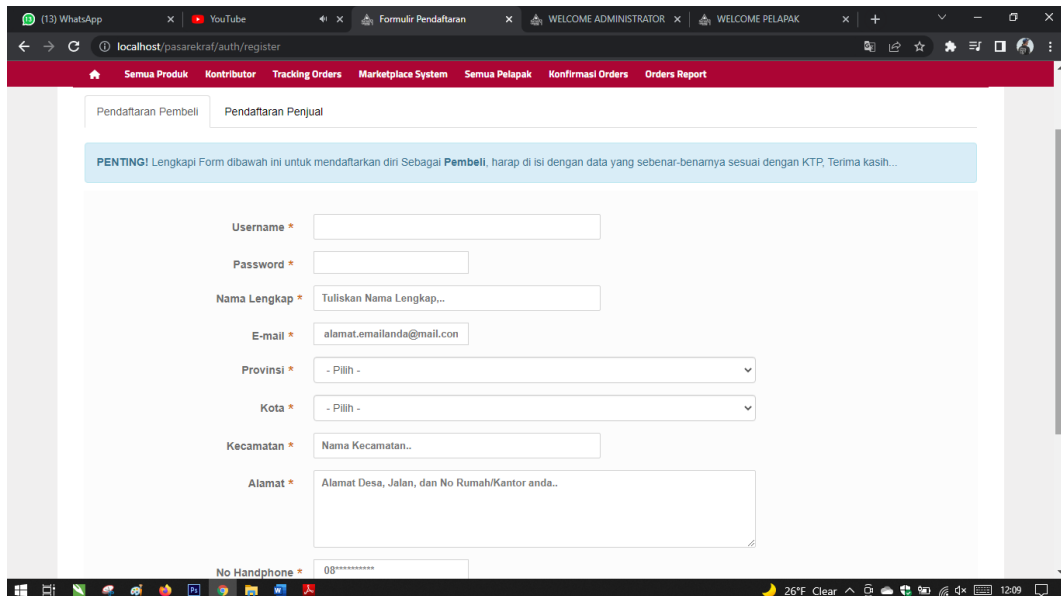 (13) WhatsApp
YouTube
Formulir Pendaftaran
WELCOME ADMINISTRATOR
WELCOME PELAPAK
localhost/pasarekraf/auth/register
Semua Produk Kontributor Tracking Orders Marketplace System Semua Pelapak Konfirmasi Orders Orders Report
Pendaftaran Pembeli Pendaftaran Penjual
PENTING! Lengkapi Form dibawah ini untuk mendaftarkan diri Sebagai Pembeli, harap di isi dengan data yang sebenar-benarnya sesuai dengan KTP, Terima kasih...
Username *
Password *
Nama Lengkap * Tuliskan Nama Lengkap,..
E-mail * alamat.emailanda@mail.con
Provinsi * - Pilih -
Kota * - Pilih -
Kecamatan * Nama Kecamatan..
Alamat * Alamat Desa, Jalan, dan No Rumah/Kantor anda..
No Handphone * 08**********
26°F Clear 12:09